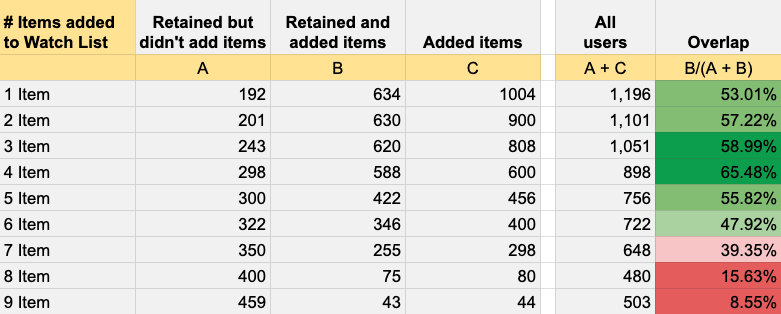 # Items added to Watch List | Retained but didn't add items | Retained and added items | Added items | All users | Overlap
A | B | C | A + C | B/(A + B)
1 Item | 192 | 634 | 1004 | 1,196 | 53.01%
2 Item | 201 | 630 | 900 | 1,101 | 57.22%
3 Item | 243 | 620 | 808 | 1,051 | 58.99%
4 Item | 298 | 588 | 600 | 898 | 65.48%
5 Item | 300 | 422 | 456 | 756 | 55.82%
6 Item | 322 | 346 | 400 | 722 | 47.92%
7 Item | 350 | 255 | 298 | 648 | 39.35%
8 Item | 400 | 75 | 80 | 480 | 15.63%
9 Item | 459 | 43 | 44 | 503 | 8.55%